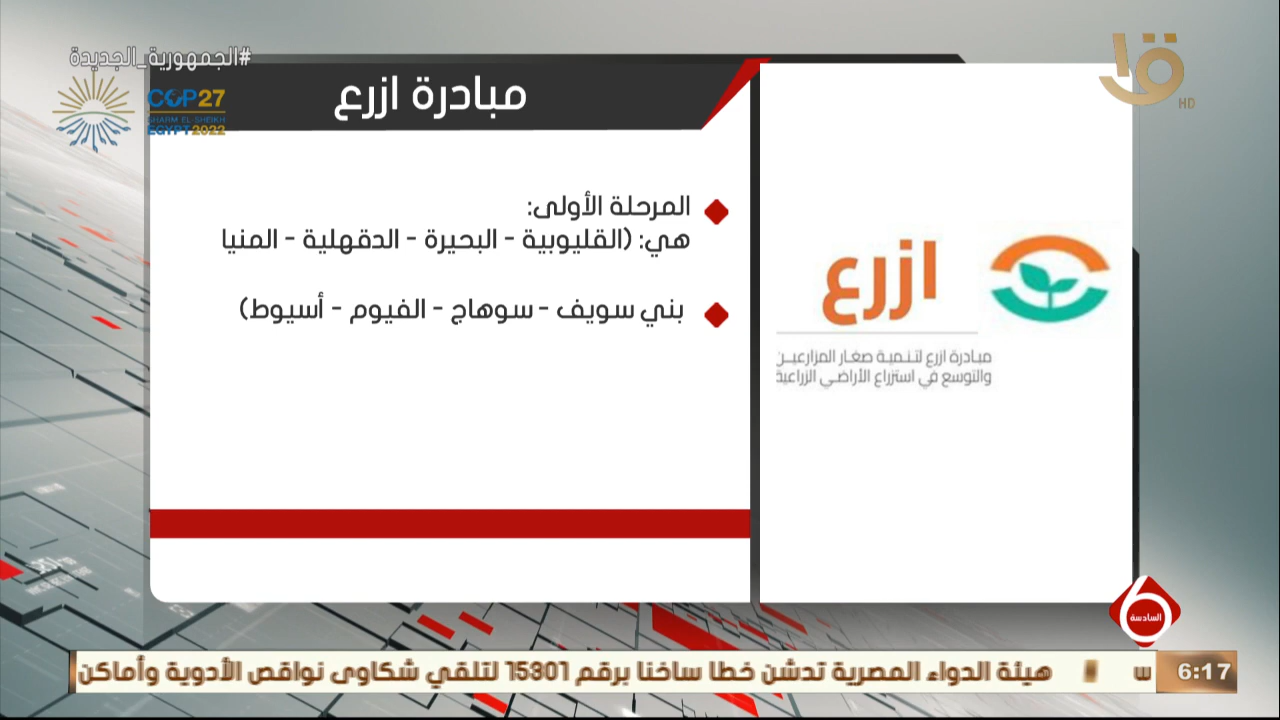 #الجمهورية_الجديدة
COP27
SHARM EL-SHEIKH
EGYPT 2022
HD
مبادرة ازرع
المرحلة الأولى:
هي: (القليوبية - البحيرة - الدقهلية - المنيا
بني سويف - سوهاج - الفيوم - أسيوط)
ازرع
مبادرة ازرع لتنمية صغار المزارعين
والتوسع في استزراع الأراضي الزراعية
6
السادسة
هيئة الدواء المصرية تدشن خطا ساخنا برقم 15301 لتلقي شكاوى نواقص الأدوية وأماكن
6:17